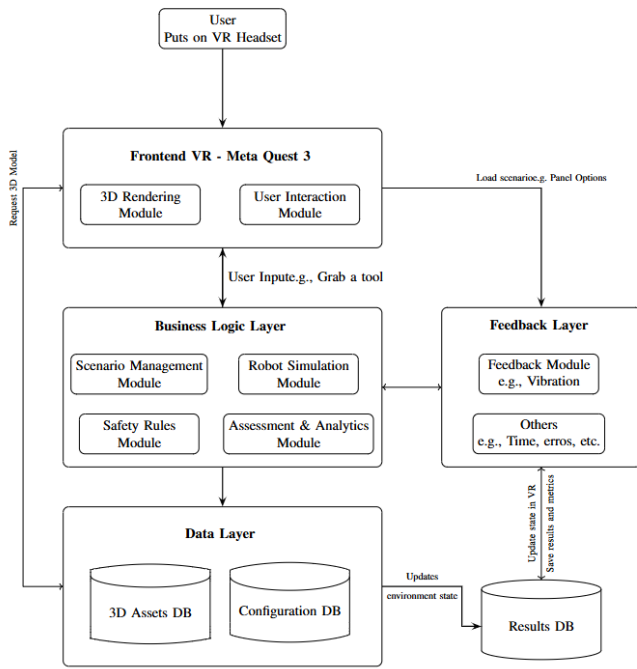 User
Puts on VR Headset
Frontend VR - Meta Quest 3
3D Rendering
Module
User Interaction
Module
Request 3D Model
Load scenarioe.g. Panel Options
User Inpute.g., Grab a tool
Business Logic Layer
Scenario Management
Module
Robot Simulation
Module
Safety Rules
Module
Assessment & Analytics
Module
Feedback Layer
Feedback Module
e.g., Vibration
Others
e.g., Time, erros, etc.
Update state in VR
Save results and metrics
Data Layer
3D Assets DB
Configuration DB
Updates
environment state
Results DB